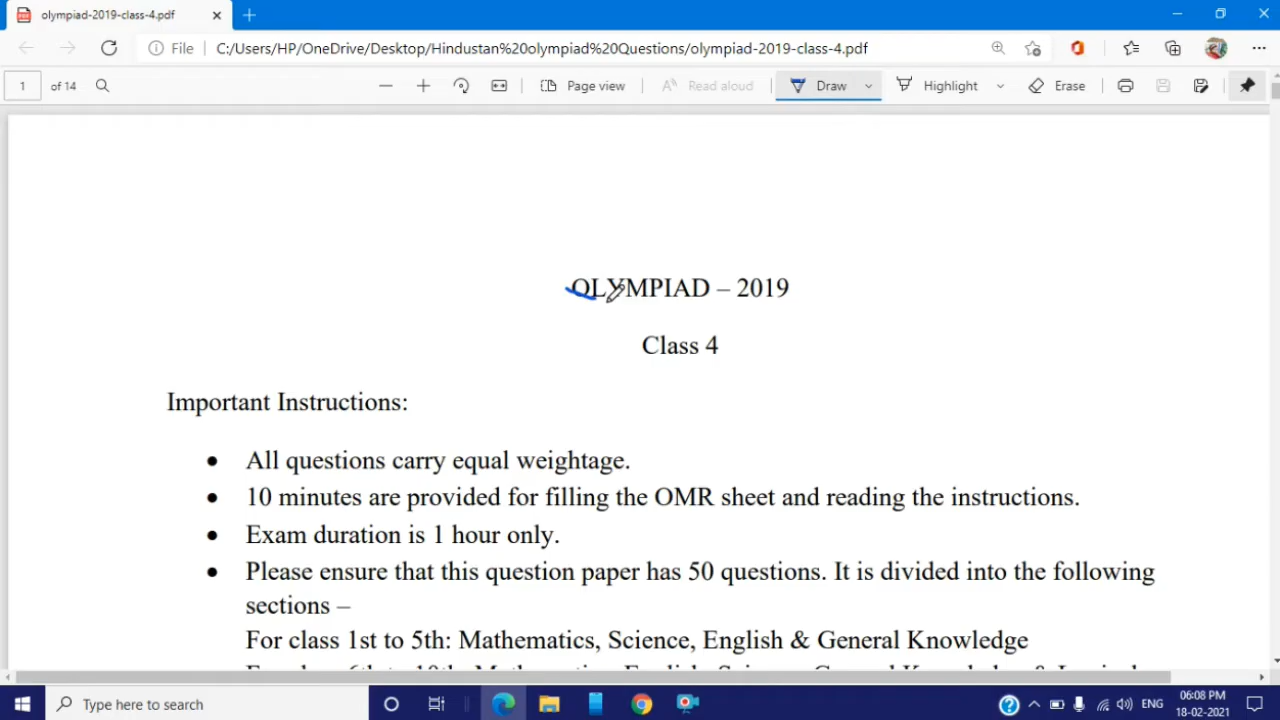 olympiad-2019-class-4.pdf
File C:/Users/HP/OneDrive/Desktop/Hindustan%20olympiad%20Questions/olympiad-2019-class-4.pdf
1 of 14 Page view Read aloud Draw Highlight Erase
OLYMPIAD – 2019
Class 4
Important Instructions:
• All questions carry equal weightage.
• 10 minutes are provided for filling the OMR sheet and reading the instructions.
• Exam duration is 1 hour only.
• Please ensure that this question paper has 50 questions. It is divided into the following
sections –
For class 1st to 5th: Mathematics, Science, English & General Knowledge
Type here to search
ENG
06:08 PM
18-02-2021